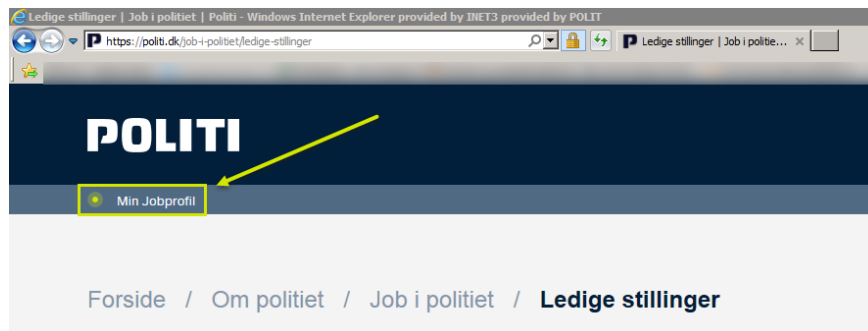 Ledige stillinger | Job i politiet | Politi - Windows Internet Explorer provided by INET3 provided by POLIT
https://politi.dk/job-i-politiet/ledige-stillinger
Ledige stillinger | Job i politie...
POLITI
Min Jobprofil
Forside / Om politiet / Job i politiet / Ledige stillinger